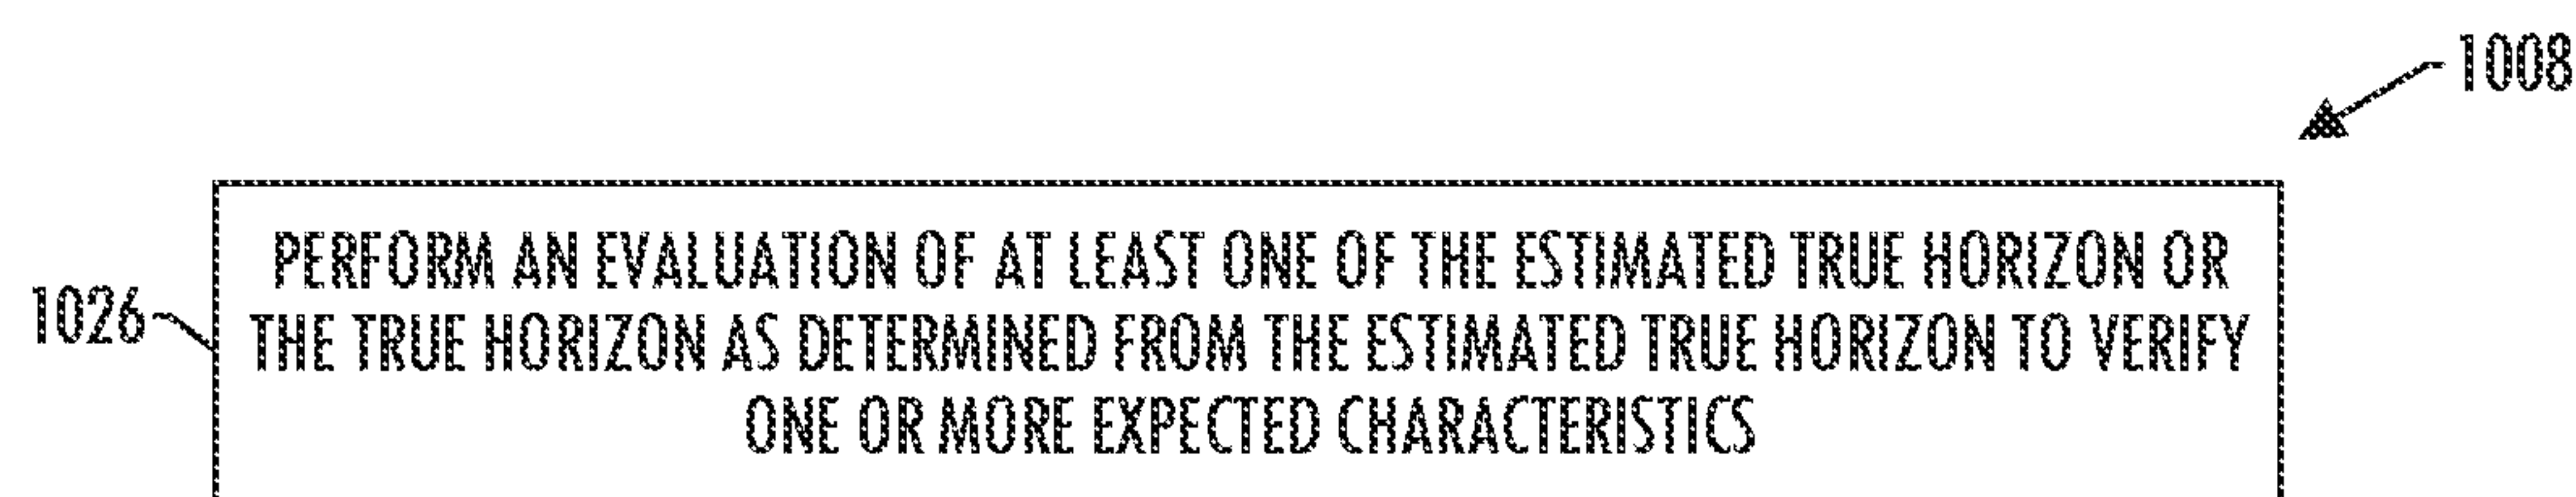 1008
PERFORM AN EVALUATION OF AT LEAST ONE OF THE ESTIMATED TRUE HORIZON OR
1026
THE TRUE HORIZON AS DETERMINED FROM THE ESTIMATED TRUE HORIZON TO VERIFY
ONE OR MORE EXPECTED CHARACTERISTICS